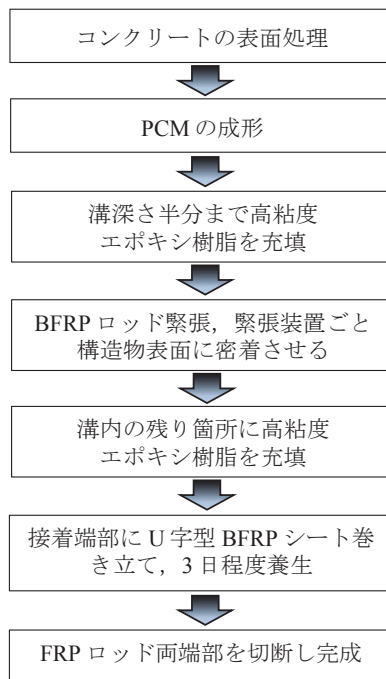 コンクリートの表面処理
PCM の成形
溝深さ半分まで高粘度
エポキシ樹脂を充填
BFRP ロッド緊張，緊張装置ごと
構造物表面に密着させる
溝内の残り箇所に高粘度
エポキシ樹脂を充填
接着端部に U 字型 BFRP シート巻
き立て，3 日程度養生
FRP ロッド両端部を切断し完成